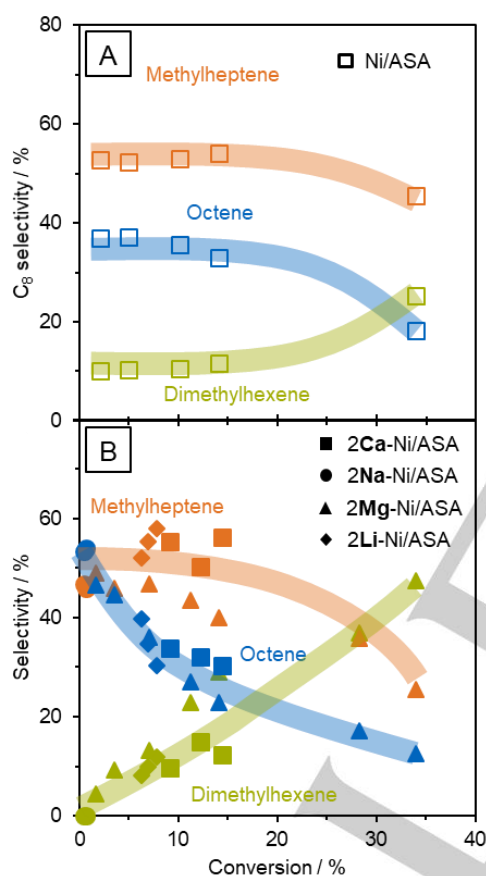 A
Ni/ASA
Methylheptene
Octene
Dimethylhexene
C8 selectivity / %
80
60
40
20
0
B
2Ca-Ni/ASA
2Na-Ni/ASA
2Mg-Ni/ASA
2Li-Ni/ASA
Methylheptene
Octene
Dimethylhexene
Selectivity / %
60
40
20
0
0 10 20 30 40
Conversion / %